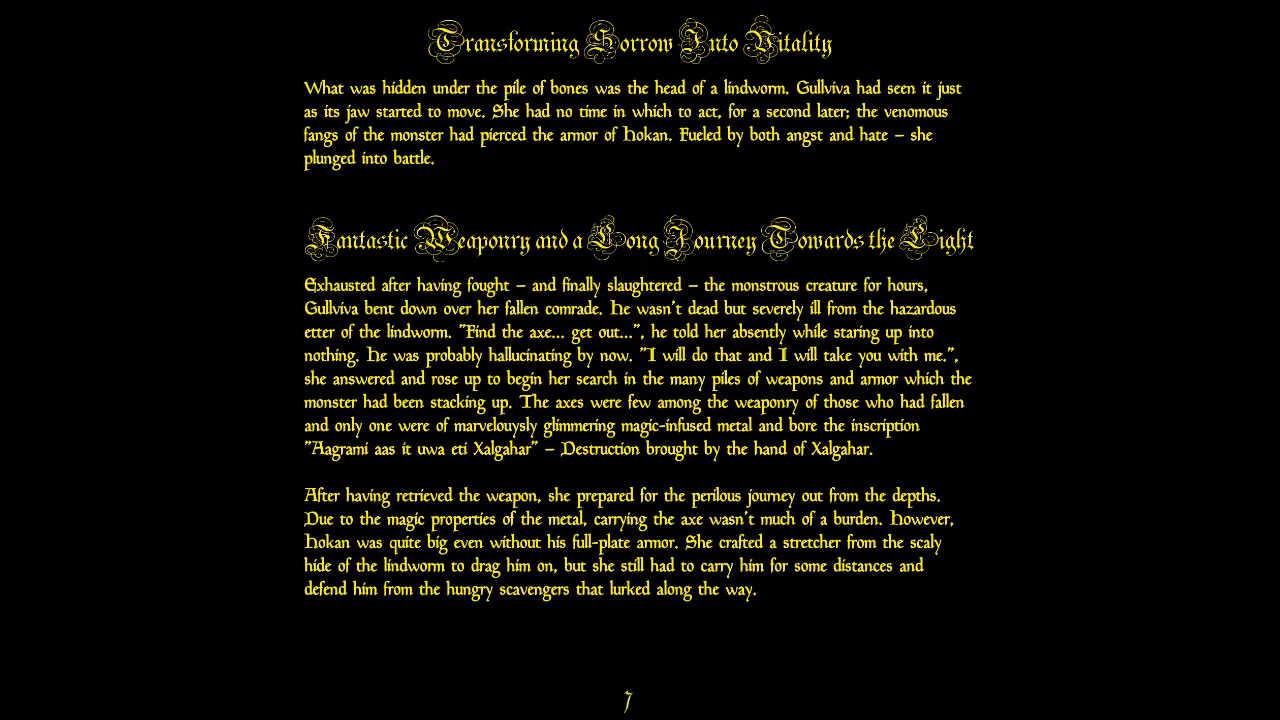 Transforming Sorrow Into Vitality
What was hidden under the pile of bones was the head of a lindworm. Gullviva had seen it just
as its jaw started to move. She had no time in which to act, for a second later; the venomous
fangs of the monster had pierced the armor of Hokan. Fueled by both angst and hate – she
plunged into battle.
Fantastic Weaponry and a Long Journey Towards the Light
Exhausted after having fought – and finally slaughtered – the monstrous creature for hours,
Gullviva bent down over her fallen comrade. He wasn't dead but severely ill from the hazardous
etter of the lindworm. "Find the axe... get out...", he told her absently while staring up into
nothing. He was probably hallucinating by now. "I will do that and I will take you with me.",
she answered and rose up to begin her search in the many piles of weapons and armor which the
monster had been stacking up. The axes were few among the weaponry of those who had fallen
and only one were of marvelouysly glimmering magic-infused metal and bore the inscription
"Aagrami aas it uwa eti Xalgahar" – Destruction brought by the hand of Xalgahar.
After having retrieved the weapon, she prepared for the perilous journey out from the depths.
Due to the magic properties of the metal, carrying the axe wasn't much of a burden. However,
Hokan was quite big even without his full-plate armor. She crafted a stretcher from the scaly
hide of the lindworm to drag him on, but she still had to carry him for some distances and
defend him from the hungry scavengers that lurked along the way.
7